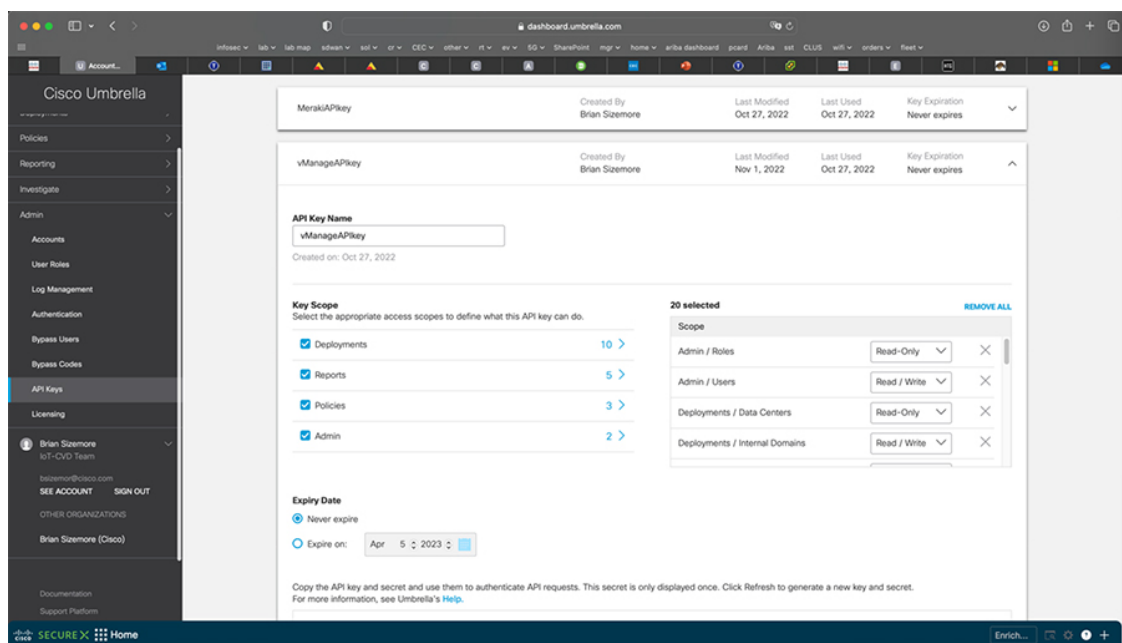 dashboard.umbrella.com
infosec lab lab map sdwan sol cr CEC other rt ev 5G SharePoint mgr home ariba dashboard pcard Ariba sst CLUS wifi orders fleet
Account...
Cisco Umbrella
Policies
Reporting
Investigate
Admin
Accounts
User Roles
Log Management
Authentication
Bypass Users
Bypass Codes
API Keys
Licensing
Brian Sizemore
IoT-CVD Team
bsizemor@cisco.com
SEE ACCOUNT SIGN OUT
OTHER ORGANIZATIONS
Brian Sizemore (Cisco)
Documentation
Support Platform
MerakiAPIkey
Created By
Brian Sizemore
Last Modified
Oct 27, 2022
Last Used
Oct 27, 2022
Key Expiration
Never expires
vManageAPIkey
Created By
Brian Sizemore
Last Modified
Nov 1, 2022
Last Used
Oct 27, 2022
Key Expiration
Never expires
API Key Name
vManageAPIkey
Created on: Oct 27, 2022
Key Scope
Select the appropriate access scopes to define what this API key can do.
Deployments 10
Reports 5
Policies 3
Admin 2
20 selected REMOVE ALL
Scope
Admin / Roles Read-Only
Admin / Users Read / Write
Deployments / Data Centers Read-Only
Deployments / Internal Domains Read / Write
Expiry Date
Never expire
Expire on: Apr 5 2023
Copy the API key and secret and use them to authenticate API requests. This secret is only displayed once. Click Refresh to generate a new key and secret.
For more information, see Umbrella's Help.
CISCO SECUREX Home Enrich...